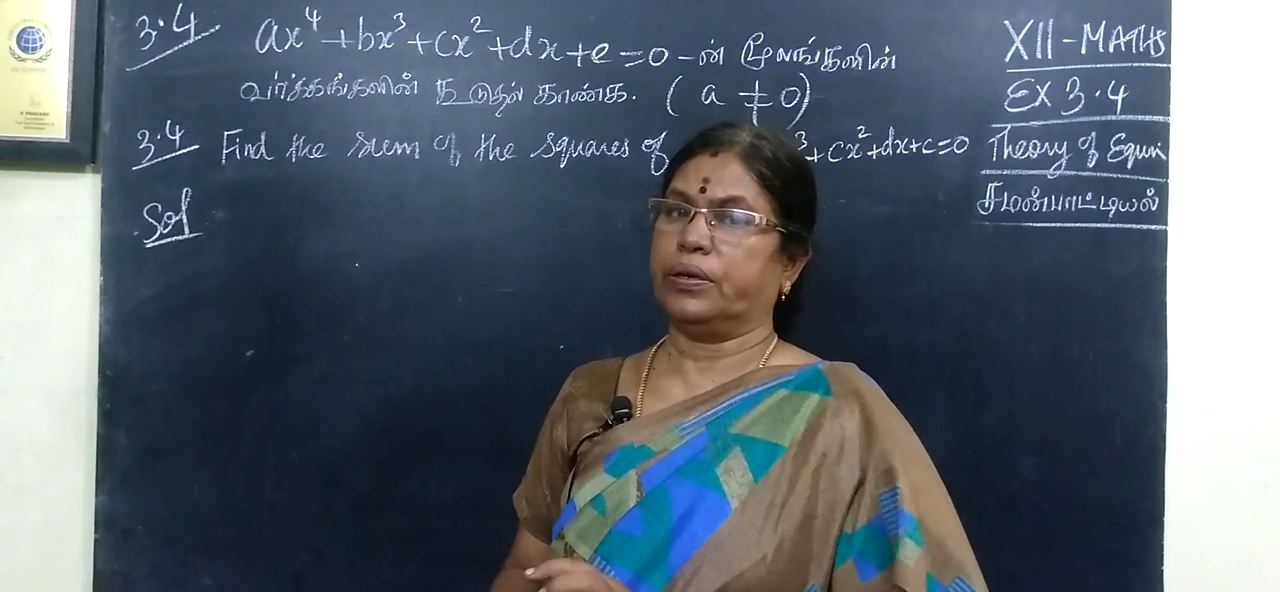 3.4 ax⁴+bx³+cx²+dx+e=0 -ன் மூலங்களின்
வர்க்கங்களின் கூடுதல் காண்க. (a ≠ 0)
3.4 Find the sum of the squares of ³+cx²+dx+e=0
Sol
XII - MATHS
EX 3.4
Theory of Equn
சமன்பாட்டியல்